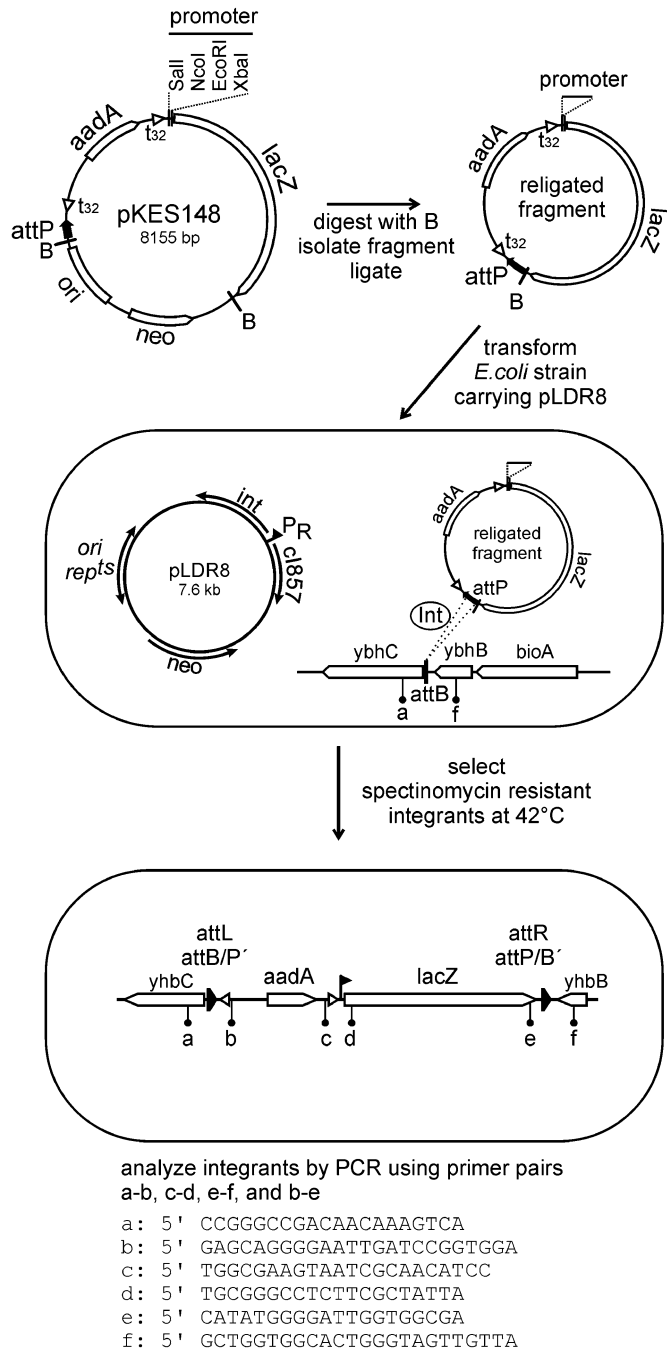 promoter
SalI
NcoI
EcoRI
XbaI
aadA
t32
lacZ
t32
attP
B
ori
neo
B
pKES148
8155 bp
digest with B
isolate fragment
ligate
promoter
aadA
t32
religated
fragment
lacZ
t32
attP
B
transform
E.coli strain
carrying pLDR8
int
PR
cI857
ori
rep ts
neo
pLDR8
7.6 kb
aadA
religated
fragment
lacZ
attP
Int
ybhC
ybhB
bioA
attB
a
f
select
spectinomycin resistant
integrants at 42°C
attL
attB/P´
attR
attP/B´
yhbC
aadA
lacZ
yhbB
a
b
c
d
e
f
analyze integrants by PCR using primer pairs
a-b, c-d, e-f, and b-e
a: 5' CCGGGCCGACAACAAAGTCA
b: 5' GAGCAGGGGAATTGATCCGGTGGA
c: 5' TGGCGAAGTAATCGCAACATCC
d: 5' TGCGGGCCTCTTCGCTATTA
e: 5' CATATGGGGATTGGTGGCGA
f: 5' GCTGGTGGCACTGGGTAGTTGTTA